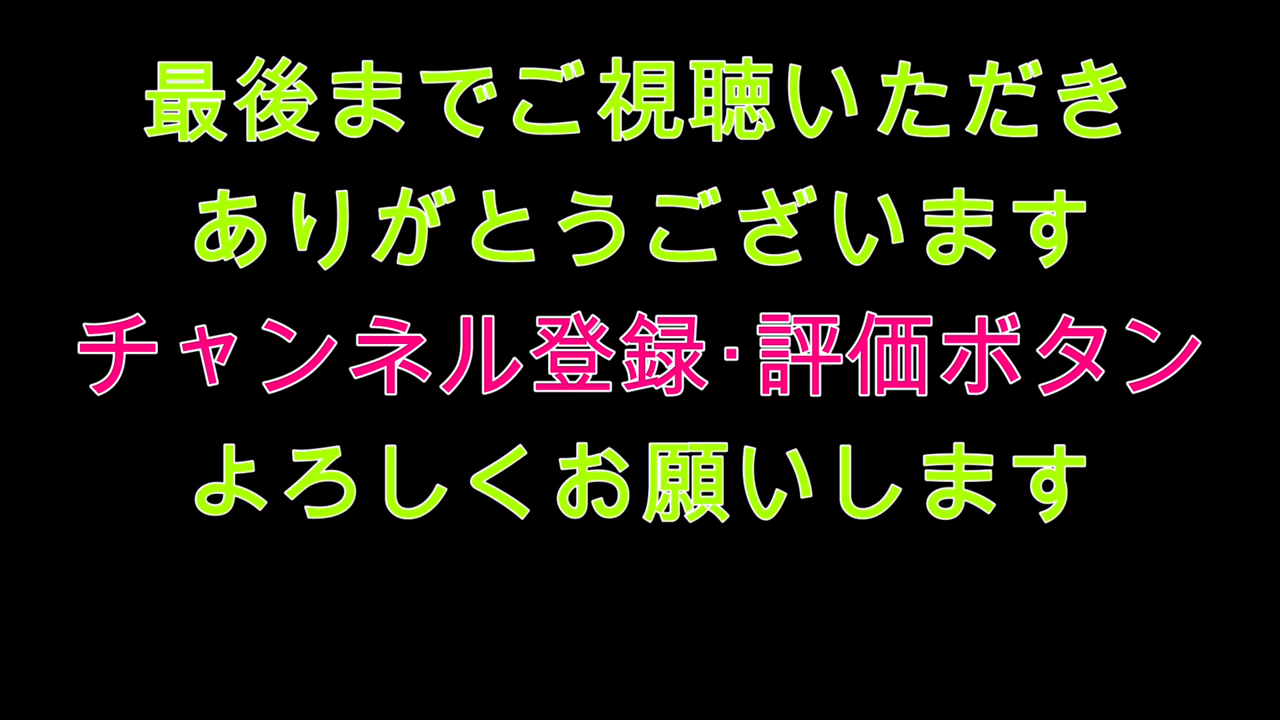 最後までご視聴いただき
ありがとうございます
チャンネル登録・評価ボタン
よろしくお願いします